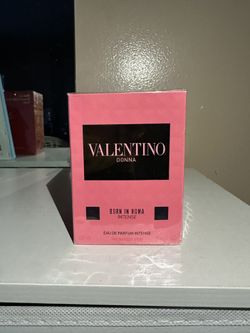 VALENTINO
DONNA
BORN IN ROMA
INTENSE
EAU DE PARFUM INTENSE